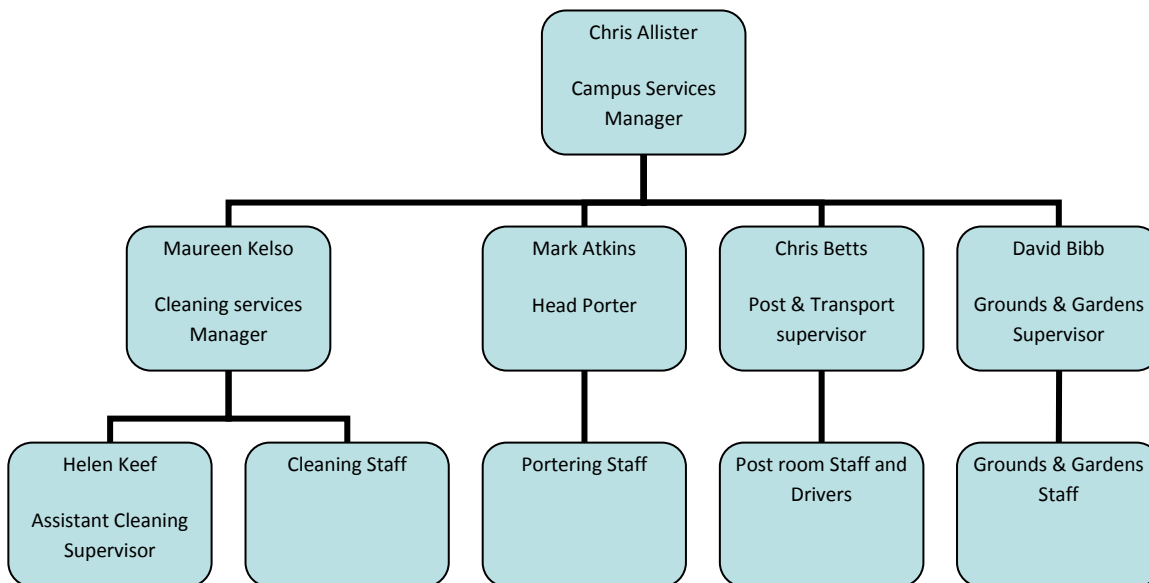 Chris Allister
Campus Services
Manager
Maureen Kelso
Cleaning services
Manager
Mark Atkins
Head Porter
Chris Betts
Post & Transport
supervisor
David Bibb
Grounds & Gardens
Supervisor
Helen Keef
Assistant Cleaning
Supervisor
Cleaning Staff
Portering Staff
Post room Staff and
Drivers
Grounds & Gardens
Staff